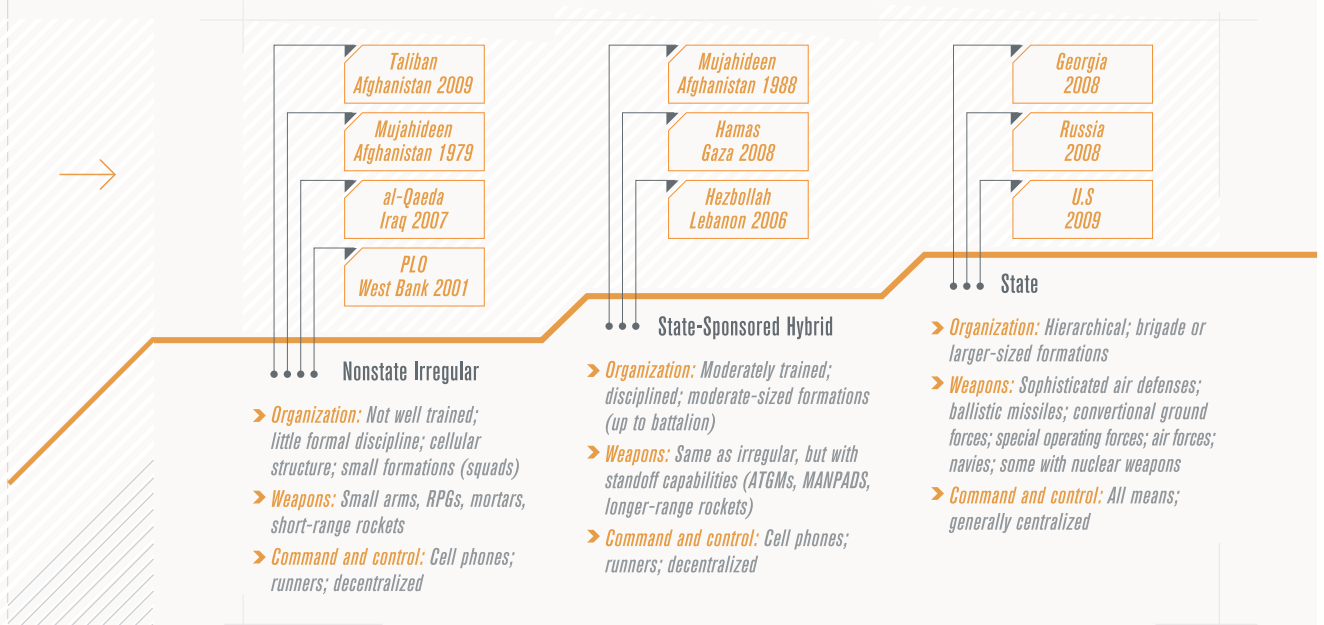 Taliban
Afghanistan 2009
Mujahideen
Afghanistan 1979
al-Qaeda
Iraq 2007
PLO
West Bank 2001
Nonstate Irregular
Organization: Not well trained;
little formal discipline; cellular
structure; small formations (squads)
Weapons: Small arms, RPGs, mortars,
short-range rockets
Command and control: Cell phones;
runners; decentralized
Mujahideen
Afghanistan 1988
Hamas
Gaza 2008
Hezbollah
Lebanon 2006
State-Sponsored Hybrid
Organization: Moderately trained;
disciplined; moderate-sized formations
(up to battalion)
Weapons: Same as irregular, but with
standoff capabilities (ATGMs, MANPADS,
longer-range rockets)
Command and control: Cell phones;
runners; decentralized
Georgia
2008
Russia
2008
U.S
2009
State
Organization: Hierarchical; brigade or
larger-sized formations
Weapons: Sophisticated air defenses;
ballistic missiles; convertional ground
forces; special operating forces; air forces;
navies; some with nuclear weapons
Command and control: All means;
generally centralized